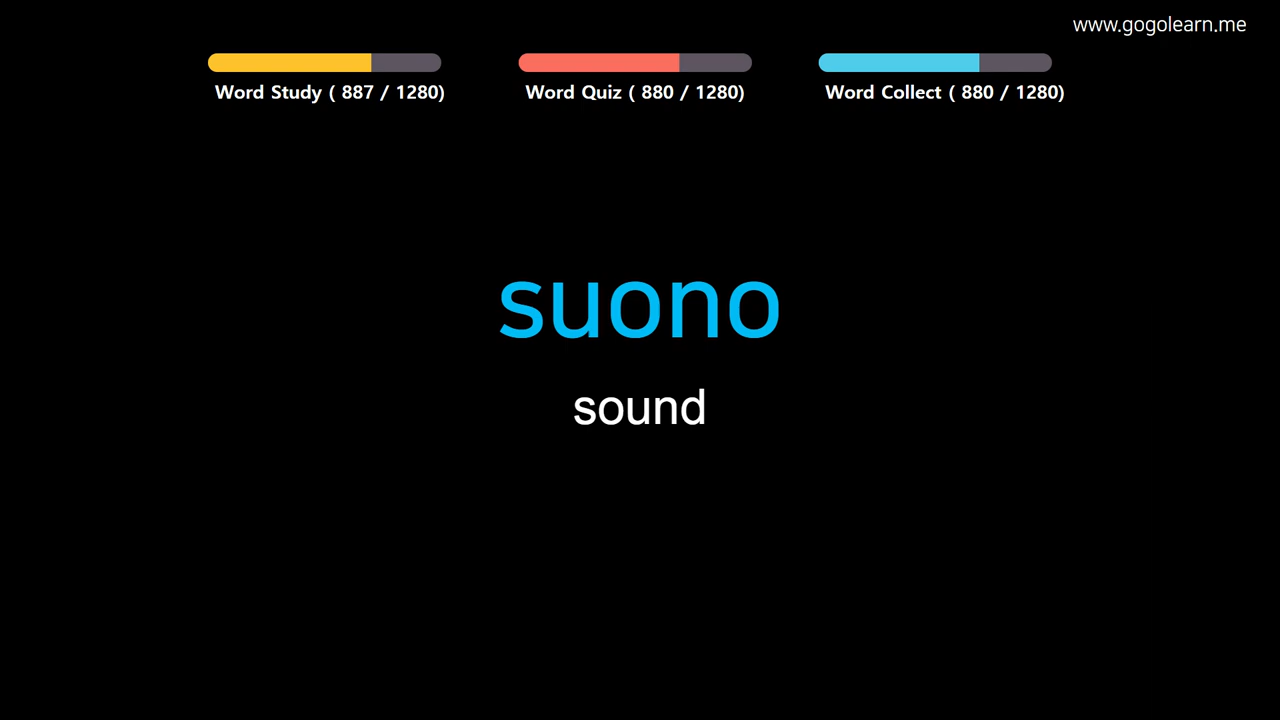 www.gogolearn.me
Word Study ( 887 / 1280)
Word Quiz ( 880 / 1280)
Word Collect ( 880 / 1280)
suono
sound